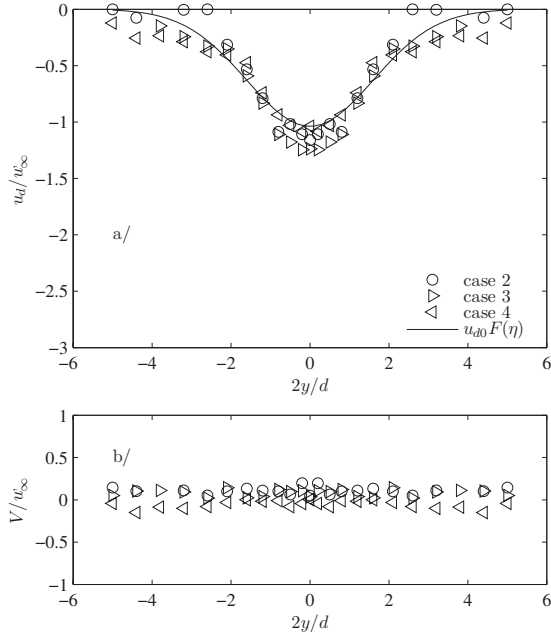 0
−0.5
−1
−1.5
−2
−2.5
−3
u_d/u'_∞
a/
case 2
case 3
case 4
u_{d0}F(η)
−6 −4 −2 0 2 4 6
2y/d
1
0.5
0
−0.5
−1
V/u'_∞
b/
−6 −4 −2 0 2 4 6
2y/d